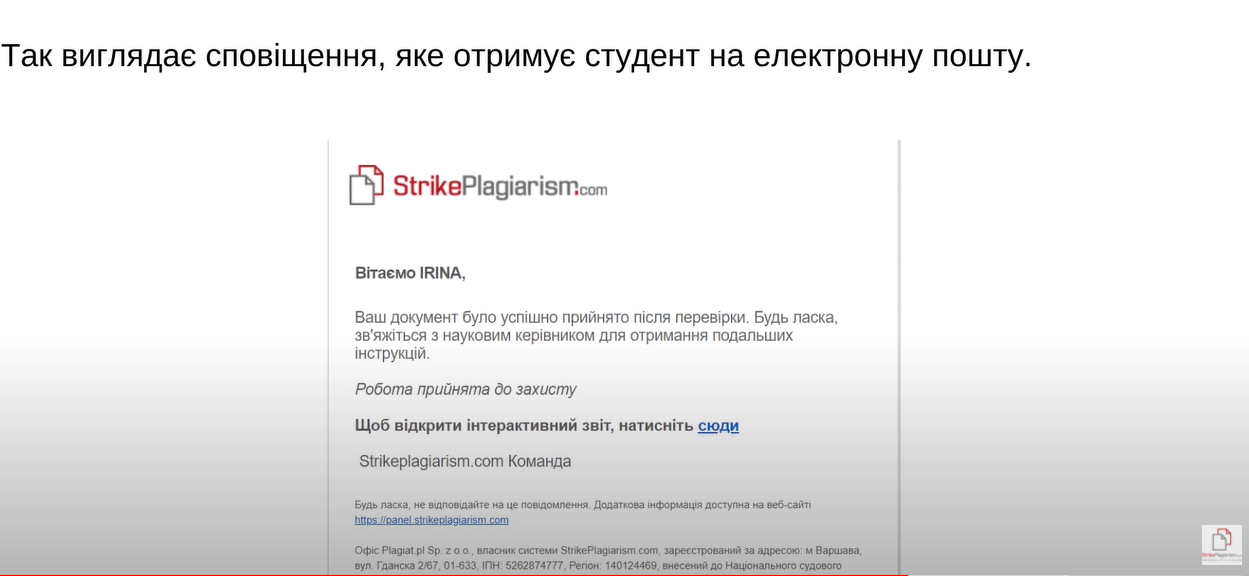 Так виглядає сповіщення, яке отримує студент на електронну пошту.
StrikePlagiarism.com
Вітаємо IRINA,
Ваш документ було успішно прийнято після перевірки. Будь ласка,
зв'яжіться з науковим керівником для отримання подальших
інструкцій.
Робота прийнята до захисту
Щоб відкрити інтерактивний звіт, натисніть сюди
Strikeplagiarism.com Команда
Будь ласка, не відповідайте на це повідомлення. Додаткова інформація доступна на веб-сайті
https://panel.strikeplagiarism.com
Офіс Plagiat.pl Sp. z o.o., власник системи StrikePlagiarism.com, зареєстрований за адресою: м Варшава,
вул. Гданска 2/67, 01-633, ІПН: 5262874777, Регіон: 140124469, внесений до Національного судового